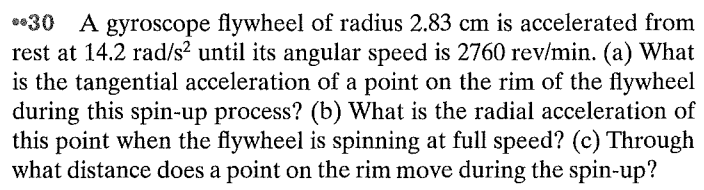 ••30 A gyroscope flywheel of radius 2.83 cm is accelerated from
rest at 14.2 rad/s² until its angular speed is 2760 rev/min. (a) What
is the tangential acceleration of a point on the rim of the flywheel
during this spin-up process? (b) What is the radial acceleration of
this point when the flywheel is spinning at full speed? (c) Through
what distance does a point on the rim move during the spin-up?